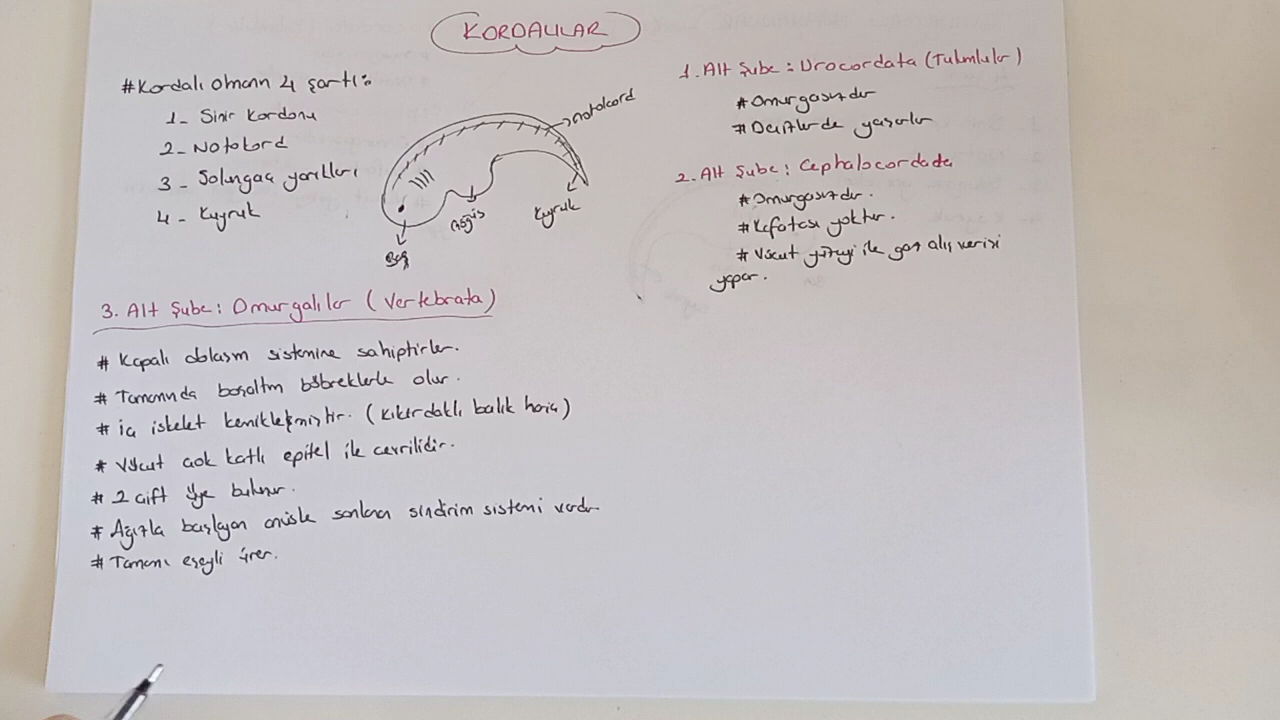 KORDALILAR
#Kordalı olmanın 4 şartı:
1- Sinir kordonu
2- Notokord
3- Solungaç yarıkları
4- Kuyruk
notokord
Baş
Göğüs
Kuyruk
1. Alt Şube: Urocordata (Tulumlular)
#Omurgasızdır
#Denizlerde yaşarlar
2. Alt Şube: Cephalocordata
#Omurgasızdır.
#Kafatası yoktur.
#Vücut yüzeyi ile gaz alış verişi
yapar.
3. Alt Şube: Omurgalılar (Vertebrata)
# Kapalı dolaşım sistemine sahiptirler.
# Tamamında boşaltım böbreklerle olur.
# İç iskelet kemikleşmiştir. (Kıkırdaklı balık hariç)
# Vücut çok katlı epitel ile çevrilidir.
# 2 çift üye bulunur.
# Ağızla başlayan anüsle sonlanan sindirim sistemi vardır
# Tamamı eşeyli ürer.